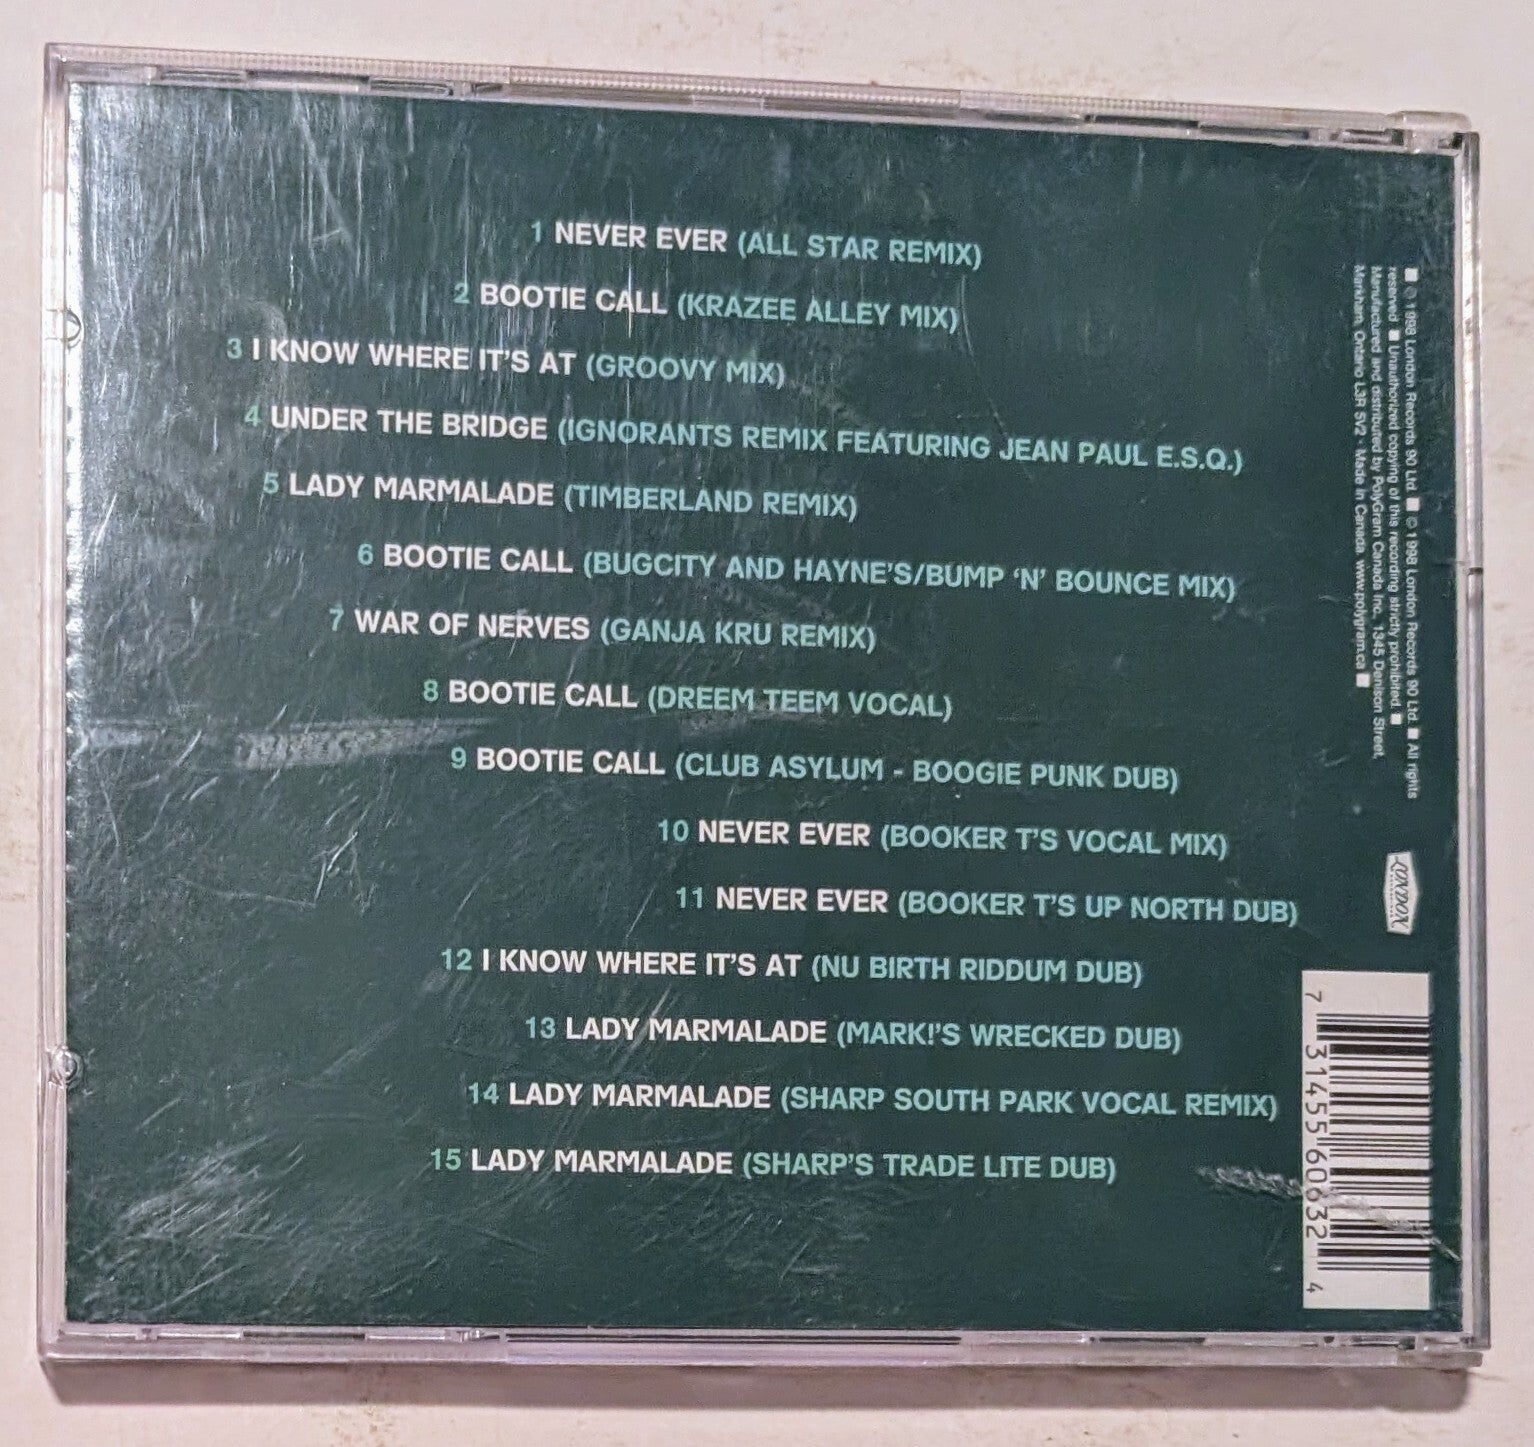 1 NEVER EVER (ALL STAR REMIX)
2 BOOTIE CALL (KRAZEE ALLEY MIX)
3 I KNOW WHERE IT'S AT (GROOVY MIX)
4 UNDER THE BRIDGE (IGNORANTS REMIX FEATURING JEAN PAUL E.S.Q.)
5 LADY MARMALADE (TIMBERLAND REMIX)
6 BOOTIE CALL (BUGCITY AND HAYNE'S/BUMP 'N' BOUNCE MIX)
7 WAR OF NERVES (GANJA KRU REMIX)
8 BOOTIE CALL (DREEM TEEM VOCAL)
9 BOOTIE CALL (CLUB ASYLUM - BOOGIE PUNK DUB)
10 NEVER EVER (BOOKER T'S VOCAL MIX)
11 NEVER EVER (BOOKER T'S UP NORTH DUB)
12 I KNOW WHERE IT'S AT (NU BIRTH RIDDUM DUB)
13 LADY MARMALADE (MARK!'S WRECKED DUB)
14 LADY MARMALADE (SHARP SOUTH PARK VOCAL REMIX)
15 LADY MARMALADE (SHARP'S TRADE LITE DUB)
■ ℗ 1998 London Records 90 Ltd. ■ © 1998 London Records 90 Ltd. ■ All rights
reserved ■ Unauthorized copying of this recording strictly prohibited. ■
Manufactured and distributed by PolyGram Canada Inc., 1345 Denison Street,
Markham, Ontario L3R 5V2 · Made in Canada www.polygram.ca ■
LONDON
7 31455 60632 4